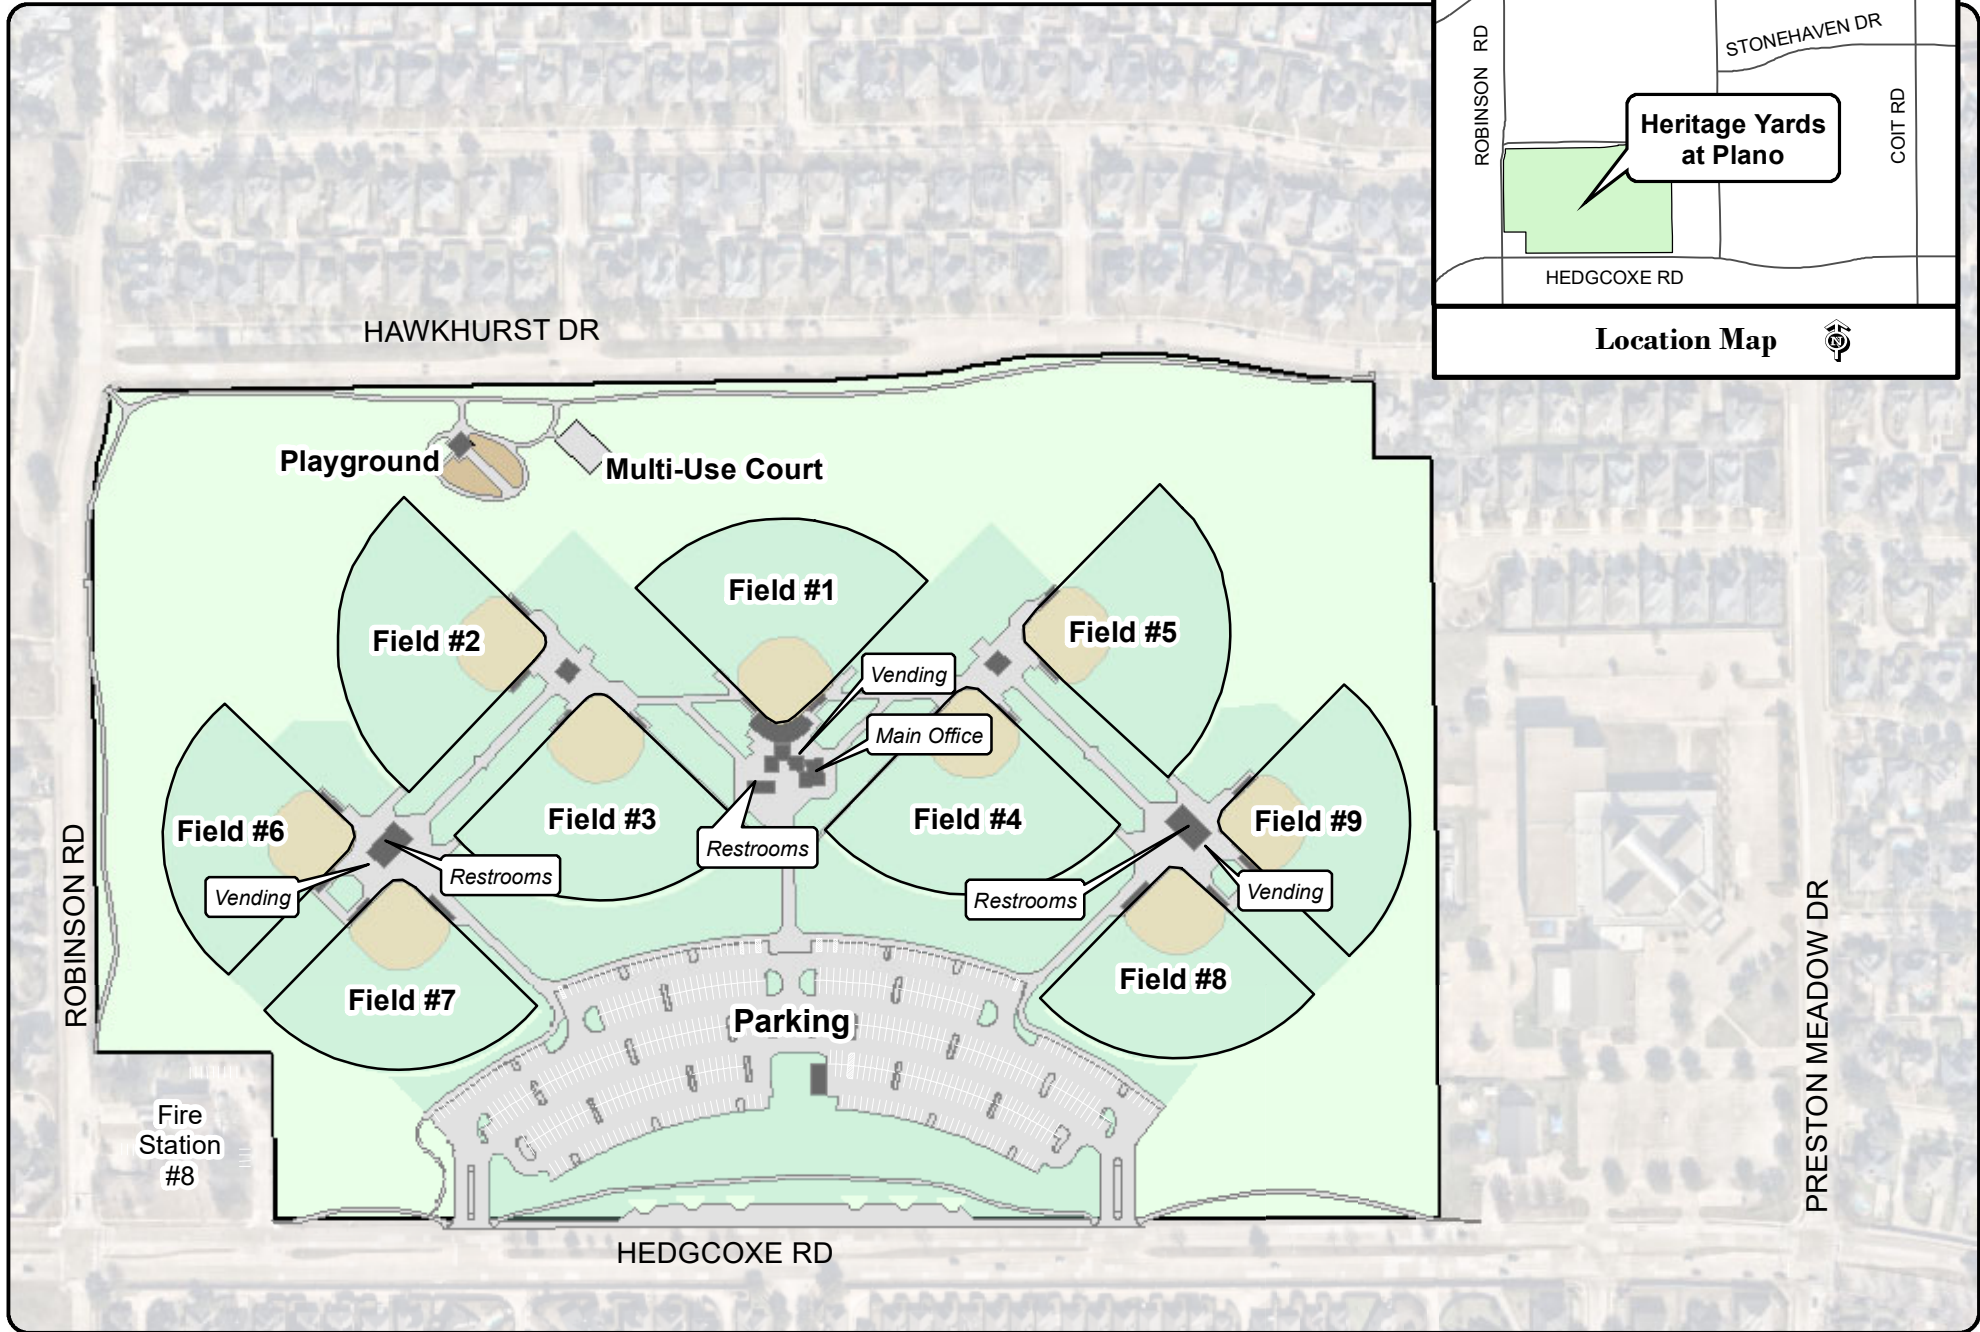 STONEHAVEN DR
ROBINSON RD
COIT RD
Heritage Yards
at Plano
HEDGCOXE RD
Location Map
N
HAWKHURST DR
Playground
Multi-Use Court
Field #1
Field #2
Field #5
Vending
Main Office
Field #3
Field #4
Field #6
Field #9
Restrooms
Restrooms
Vending
Restrooms
Vending
ROBINSON RD
Field #7
Field #8
Parking
PRESTON MEADOW DR
Fire
Station
#8
HEDGCOXE RD